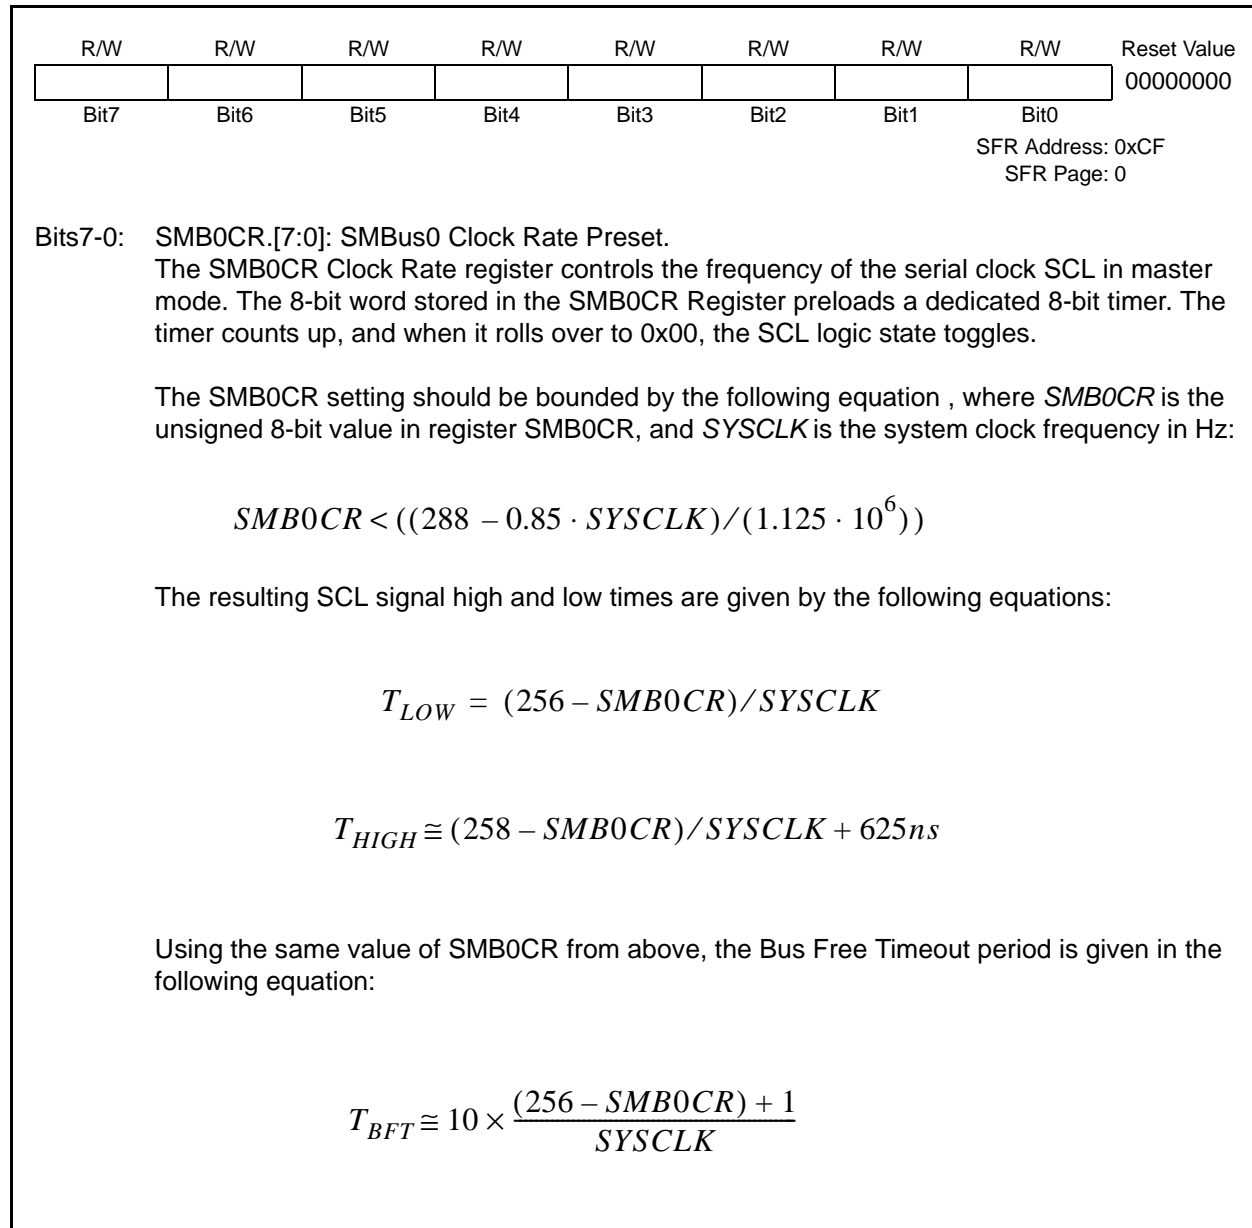 R/W R/W R/W R/W R/W R/W R/W R/W Reset Value
00000000
Bit7 Bit6 Bit5 Bit4 Bit3 Bit2 Bit1 Bit0
SFR Address: 0xCF
SFR Page: 0
Bits7-0: SMB0CR.[7:0]: SMBus0 Clock Rate Preset.
The SMB0CR Clock Rate register controls the frequency of the serial clock SCL in master
mode. The 8-bit word stored in the SMB0CR Register preloads a dedicated 8-bit timer. The
timer counts up, and when it rolls over to 0x00, the SCL logic state toggles.
The SMB0CR setting should be bounded by the following equation , where SMB0CR is the
unsigned 8-bit value in register SMB0CR, and SYSCLK is the system clock frequency in Hz:
SMB0CR < ((288 – 0.85 · SYSCLK)/(1.125 · 10^6))
The resulting SCL signal high and low times are given by the following equations:
T_LOW = (256 – SMB0CR)/SYSCLK
T_HIGH ≅ (258 – SMB0CR)/SYSCLK + 625ns
Using the same value of SMB0CR from above, the Bus Free Timeout period is given in the
following equation:
T_BFT ≅ 10 × (256 – SMB0CR) + 1
SYSCLK